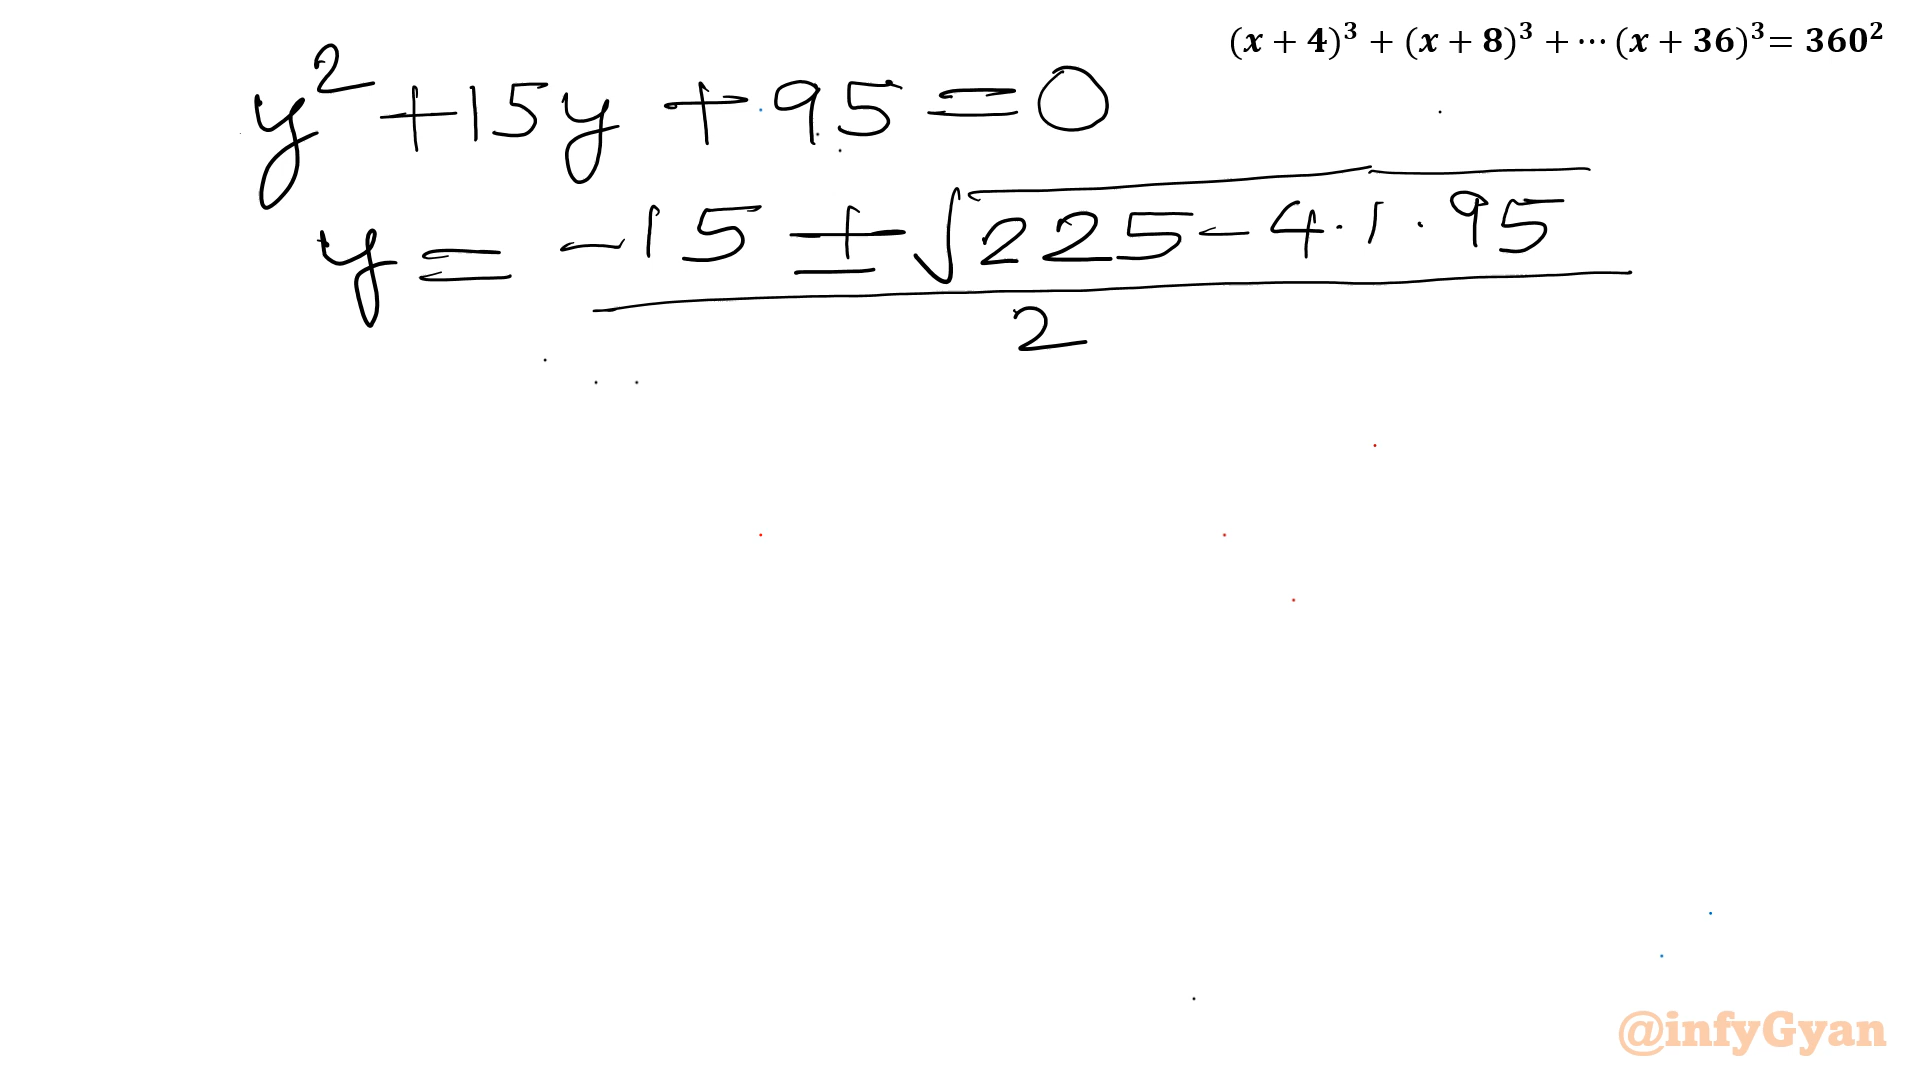 (x + 4)³ + (x + 8)³ + ⋯ (x + 36)³= 360²
y² + 15y + 95 = 0
y = (-15 ± √(225 - 4·1·95))/2
@infyGyan